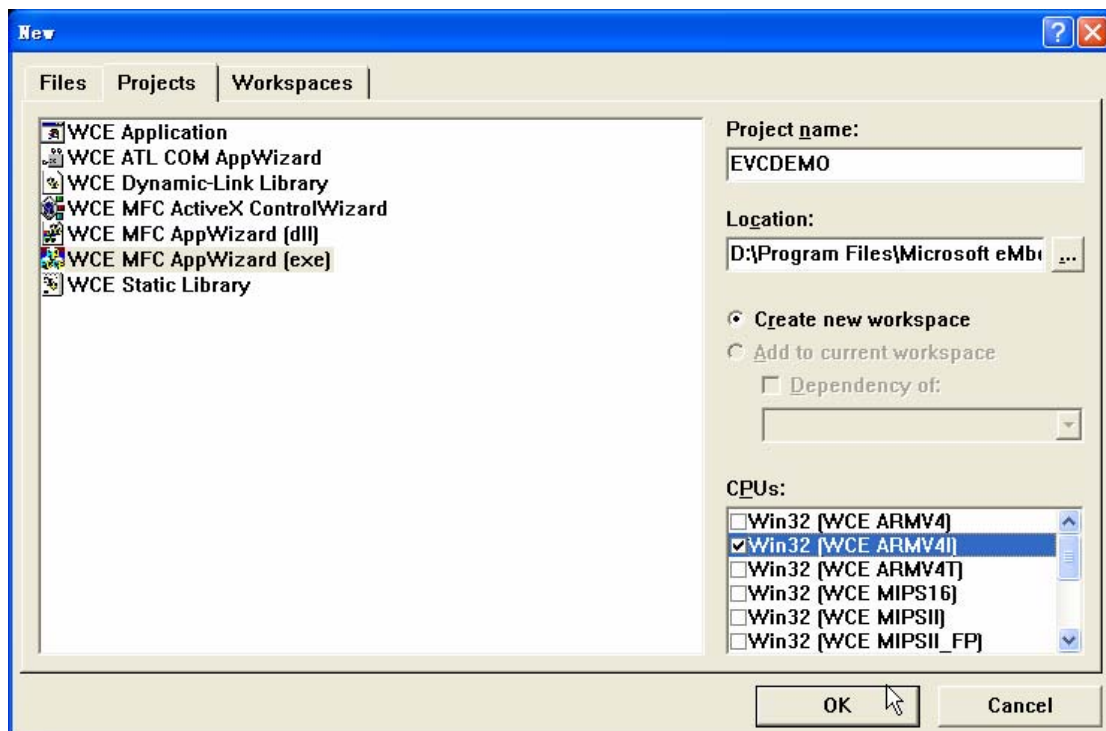 New
Files Projects Workspaces
WCE Application
WCE ATL COM AppWizard
WCE Dynamic-Link Library
WCE MFC ActiveX ControlWizard
WCE MFC AppWizard (dll)
WCE MFC AppWizard (exe)
WCE Static Library
Project name:
EVCDEMO
Location:
D:\Program Files\Microsoft eMb
...
Create new workspace
Add to current workspace
Dependency of:
CPUs:
Win32 (WCE ARMV4)
Win32 (WCE ARMV4I)
Win32 (WCE ARMV4T)
Win32 (WCE MIPS16)
Win32 (WCE MIPSII)
Win32 (WCE MIPSII_FP)
OK Cancel